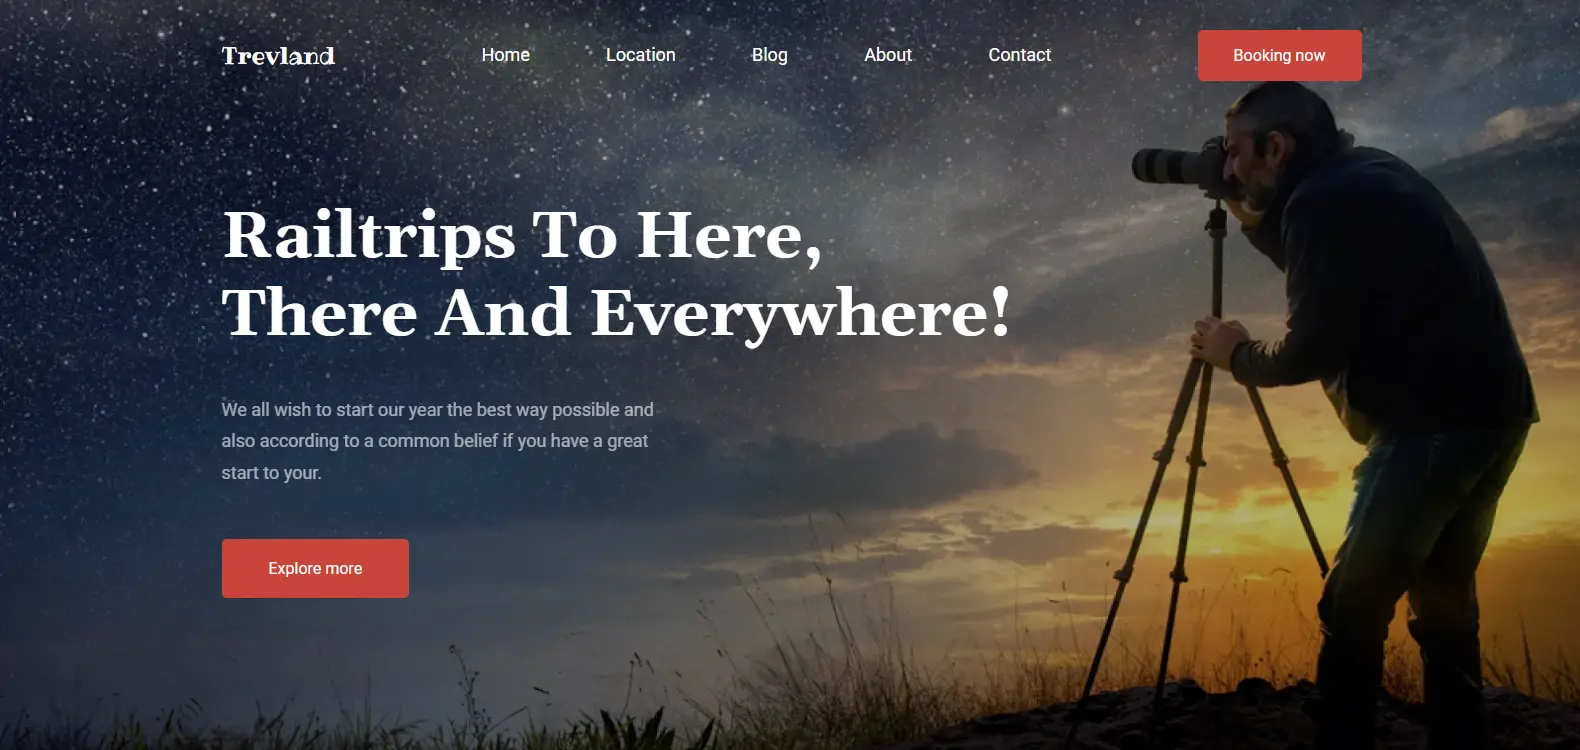 Trevland
Home
Location
Blog
About
Contact
Booking now
Railtrips To Here,
There And Everywhere!
We all wish to start our year the best way possible and
also according to a common belief if you have a great
start to your.
Explore more